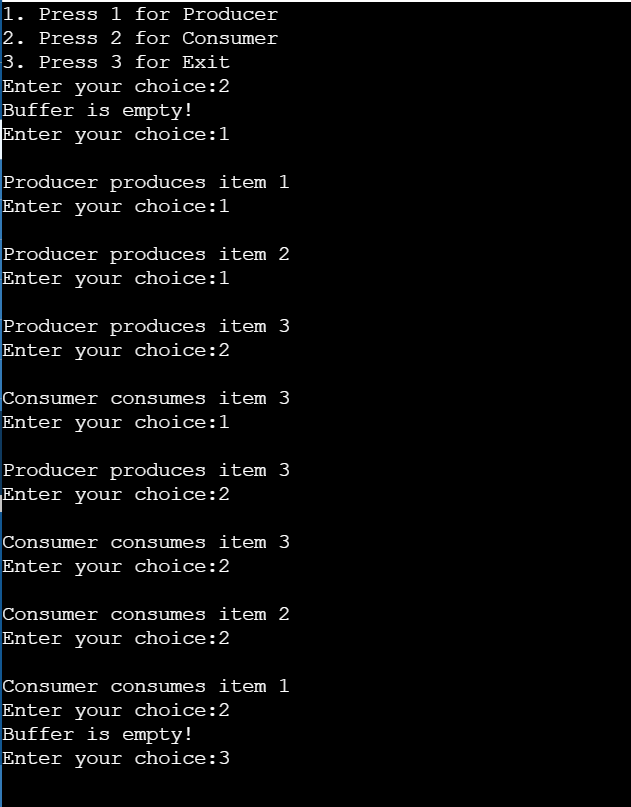 1. Press 1 for Producer
2. Press 2 for Consumer
3. Press 3 for Exit
Enter your choice:2
Buffer is empty!
Enter your choice:1
Producer produces item 1
Enter your choice:1
Producer produces item 2
Enter your choice:1
Producer produces item 3
Enter your choice:2
Consumer consumes item 3
Enter your choice:1
Producer produces item 3
Enter your choice:2
Consumer consumes item 3
Enter your choice:2
Consumer consumes item 2
Enter your choice:2
Consumer consumes item 1
Enter your choice:2
Buffer is empty!
Enter your choice:3